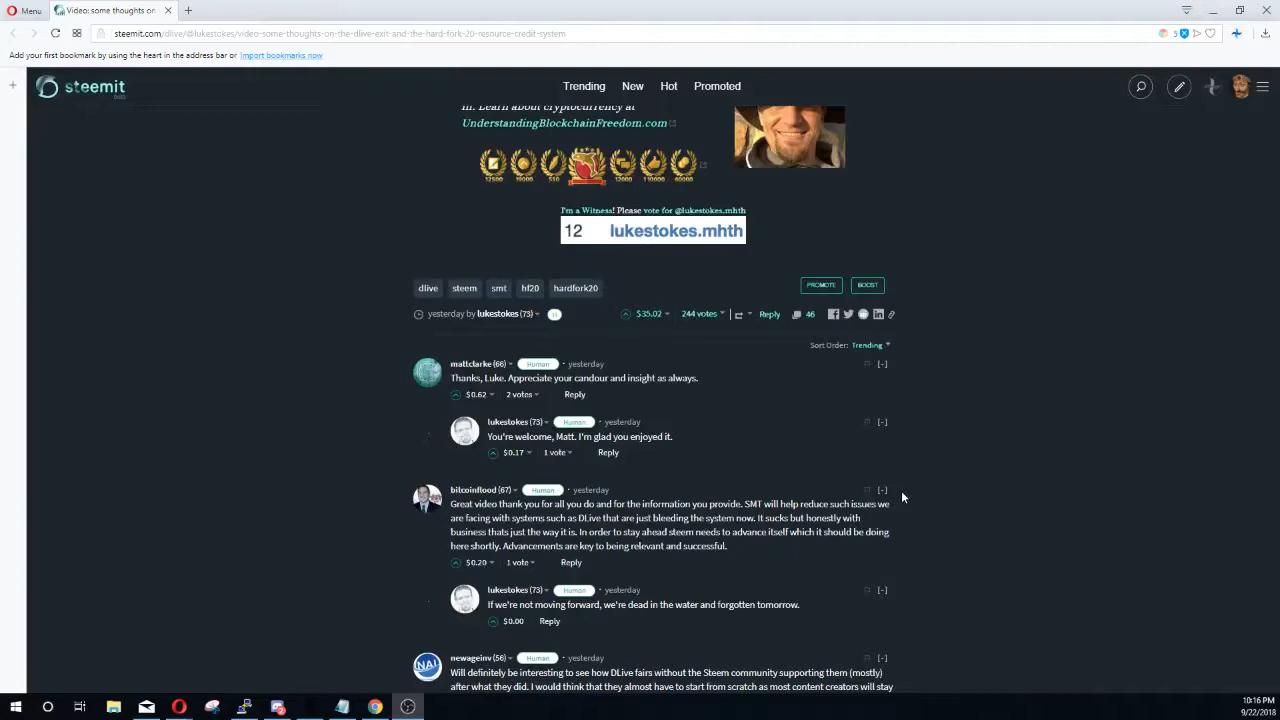 Menu
Video: some thoughts on
steemit.com/dlive/@lukestokes/video-some-thoughts-on-the-dlive-exit-and-the-hard-fork-20-resource-credit-system
5
Add your first bookmark by using the heart in the address bar or Import bookmarks now
steemit
beta
Trending New Hot Promoted
in. Learn about cryptocurrency at
UnderstandingBlockchainFreedom.com
12500 19000 550 12000 110000 40000
I'm a Witness! Please vote for @lukestokes.mhth
12 lukestokes.mhth
dlive steem smt hf20 hardfork20
PROMOTE BOOST
yesterday by lukestokes (73) $35.02 244 votes Reply 46
Sort Order: Trending
mattclarke (66) Human · yesterday [-]
Thanks, Luke. Appreciate your candour and insight as always.
$0.62 2 votes Reply
lukestokes (73) Human · yesterday [-]
You're welcome, Matt. I'm glad you enjoyed it.
$0.17 1 vote Reply
bitcoinflood (67) Human · yesterday [-]
Great video thank you for all you do and for the information you provide. SMT will help reduce such issues we
are facing with systems such as DLive that are just bleeding the system now. It sucks but honestly with
business thats just the way it is. In order to stay ahead steem needs to advance itself which it should be doing
here shortly. Advancements are key to being relevant and successful.
$0.20 1 vote Reply
lukestokes (73) Human · yesterday [-]
If we're not moving forward, we're dead in the water and forgotten tomorrow.
$0.00 Reply
NAI
newageinv (56) Human · yesterday [-]
Will definitely be interesting to see how DLive fairs without the Steem community supporting them (mostly)
after what they did. I would think that they almost have to start from scratch as most content creators will stay
10:16 PM
9/22/2018